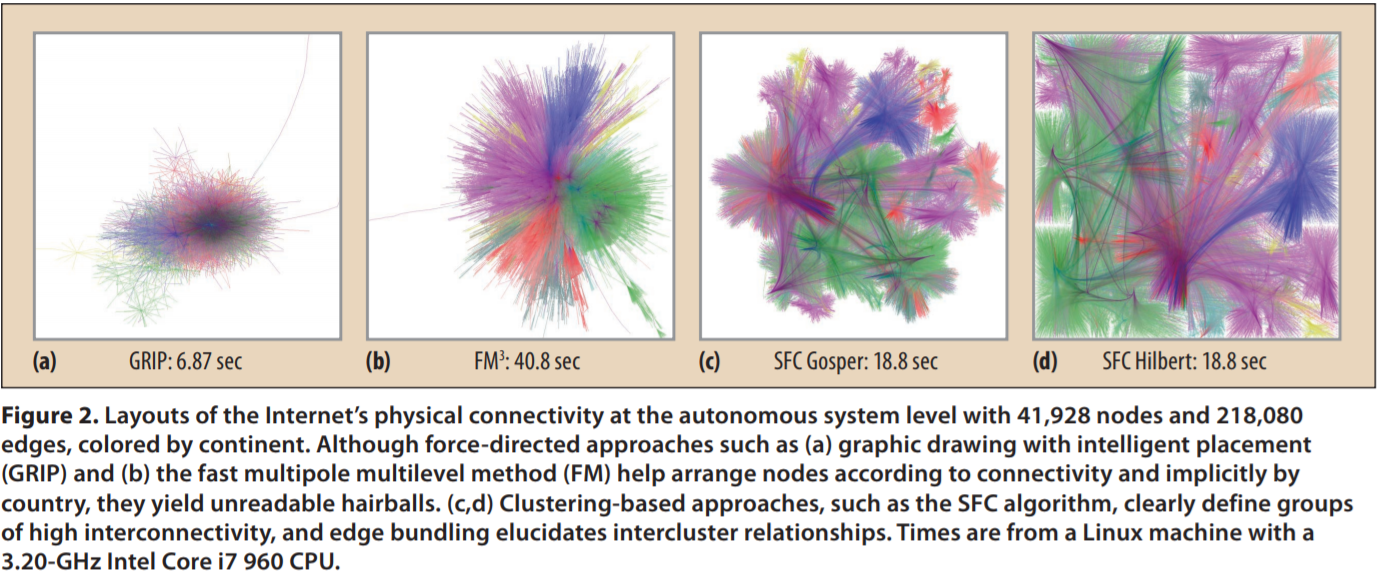 (a) GRIP: 6.87 sec
(b) FM³: 40.8 sec
(c) SFC Gosper: 18.8 sec
(d) SFC Hilbert: 18.8 sec
Figure 2. Layouts of the Internet’s physical connectivity at the autonomous system level with 41,928 nodes and 218,080
edges, colored by continent. Although force-directed approaches such as (a) graphic drawing with intelligent placement
(GRIP) and (b) the fast multipole multilevel method (FM) help arrange nodes according to connectivity and implicitly by
country, they yield unreadable hairballs. (c,d) Clustering-based approaches, such as the SFC algorithm, clearly define groups
of high interconnectivity, and edge bundling elucidates intercluster relationships. Times are from a Linux machine with a
3.20-GHz Intel Core i7 960 CPU.